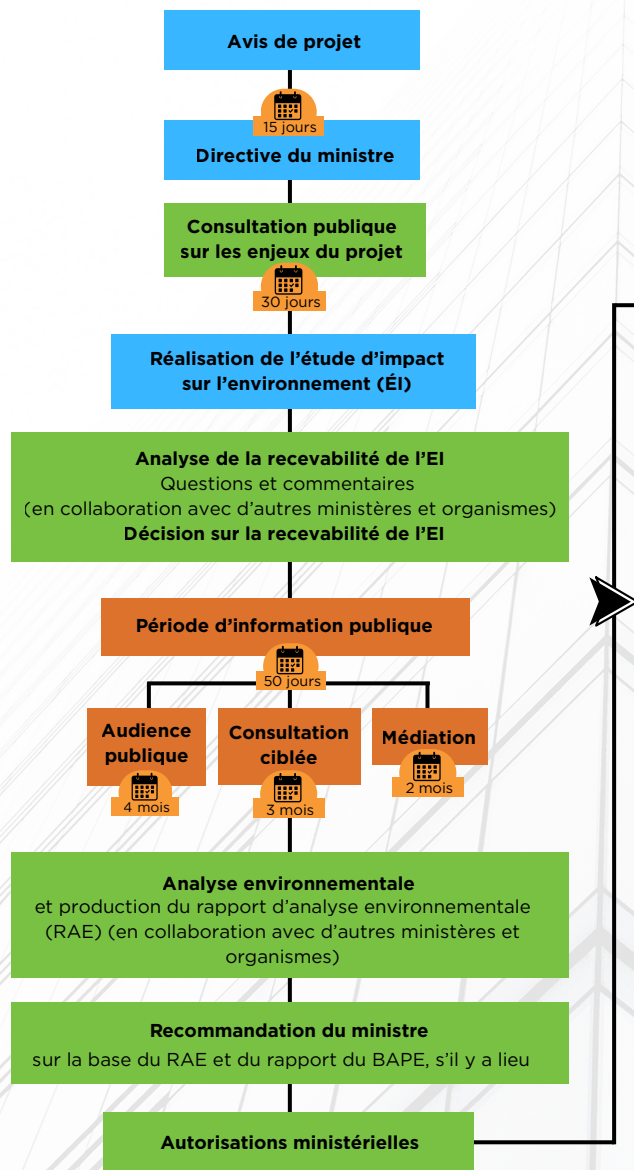 Avis de projet
15 jours
Directive du ministre
Consultation publique
sur les enjeux du projet
30 jours
Réalisation de l’étude d’impact
sur l’environnement (ÉI)
Analyse de la recevabilité de l’EI
Questions et commentaires
(en collaboration avec d’autres ministères et organismes)
Décision sur la recevabilité de l’EI
Période d’information publique
50 jours
Audience
publique
4 mois
Consultation
ciblée
3 mois
Médiation
2 mois
Analyse environnementale
et production du rapport d’analyse environnementale
(RAE) (en collaboration avec d’autres ministères et
organismes)
Recommandation du ministre
sur la base du RAE et du rapport du BAPE, s’il y a lieu
Autorisations ministérielles